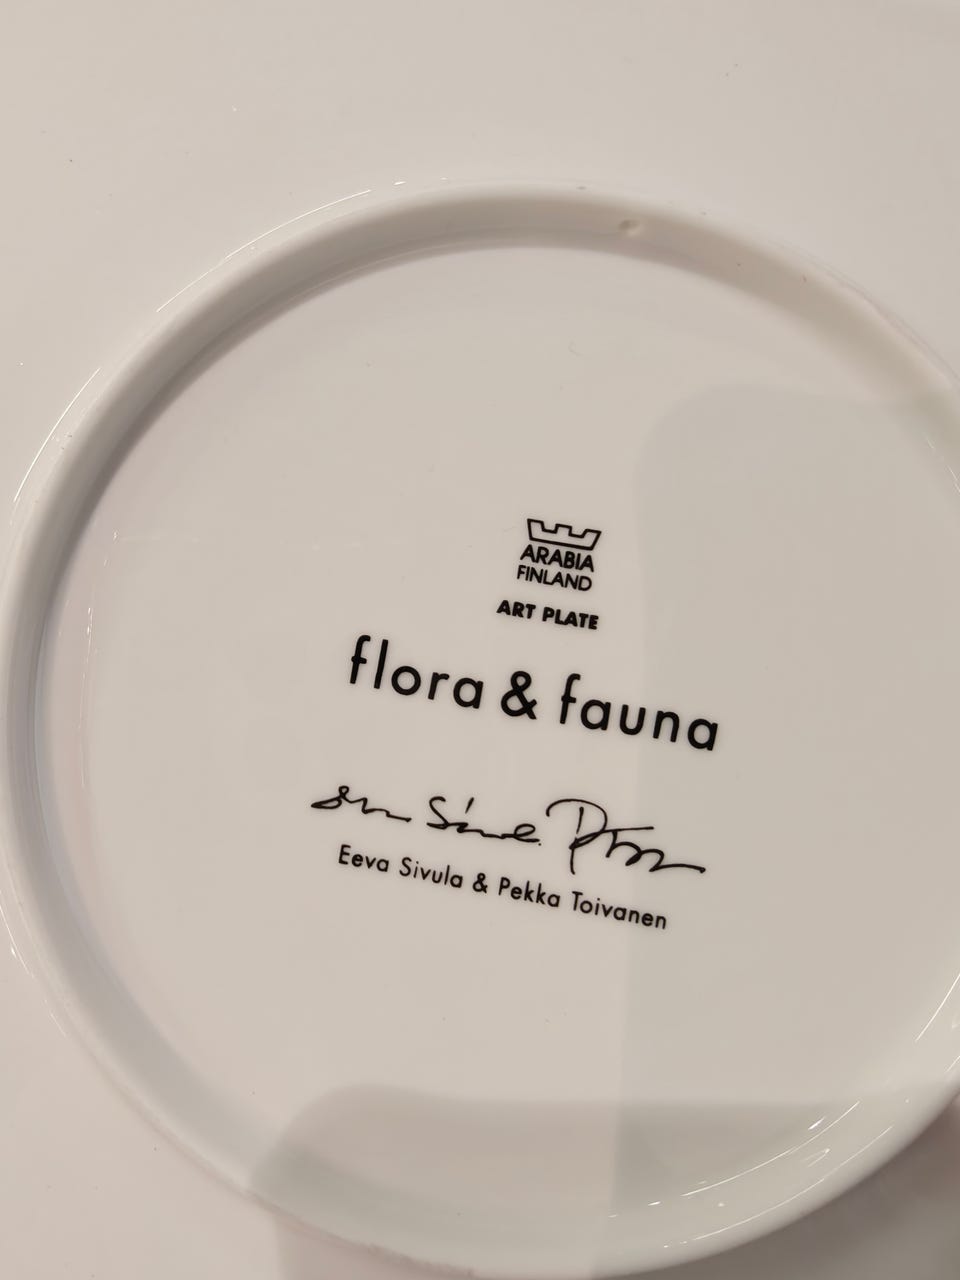 ARABIA
FINLAND
ART PLATE
flora & fauna
Eeva Sivula & Pekka Toivanen